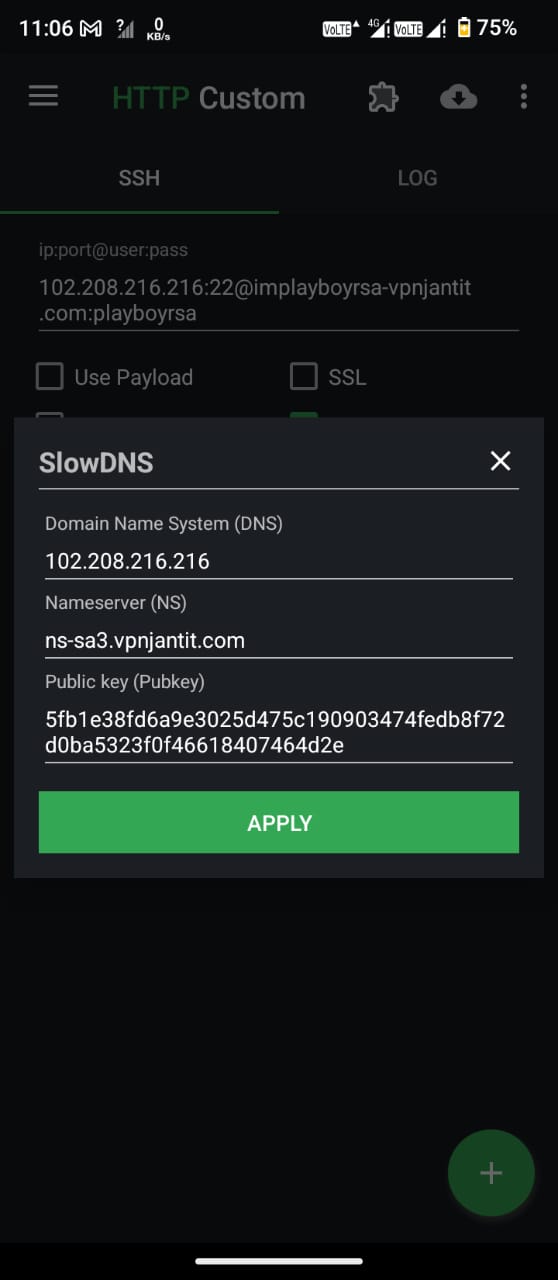 11:06
?
0
KB/s
VoLTE
4G
VoLTE
75%
HTTP Custom
SSH
LOG
ip:port@user:pass
102.208.216.216:22@implayboyrsa-vpnjantit
.com:playboyrsa
Use Payload
SSL
SlowDNS
Domain Name System (DNS)
102.208.216.216
Nameserver (NS)
ns-sa3.vpnjantit.com
Public key (Pubkey)
5fb1e38fd6a9e3025d475c190903474fedb8f72
d0ba5323f0f46618407464d2e
APPLY